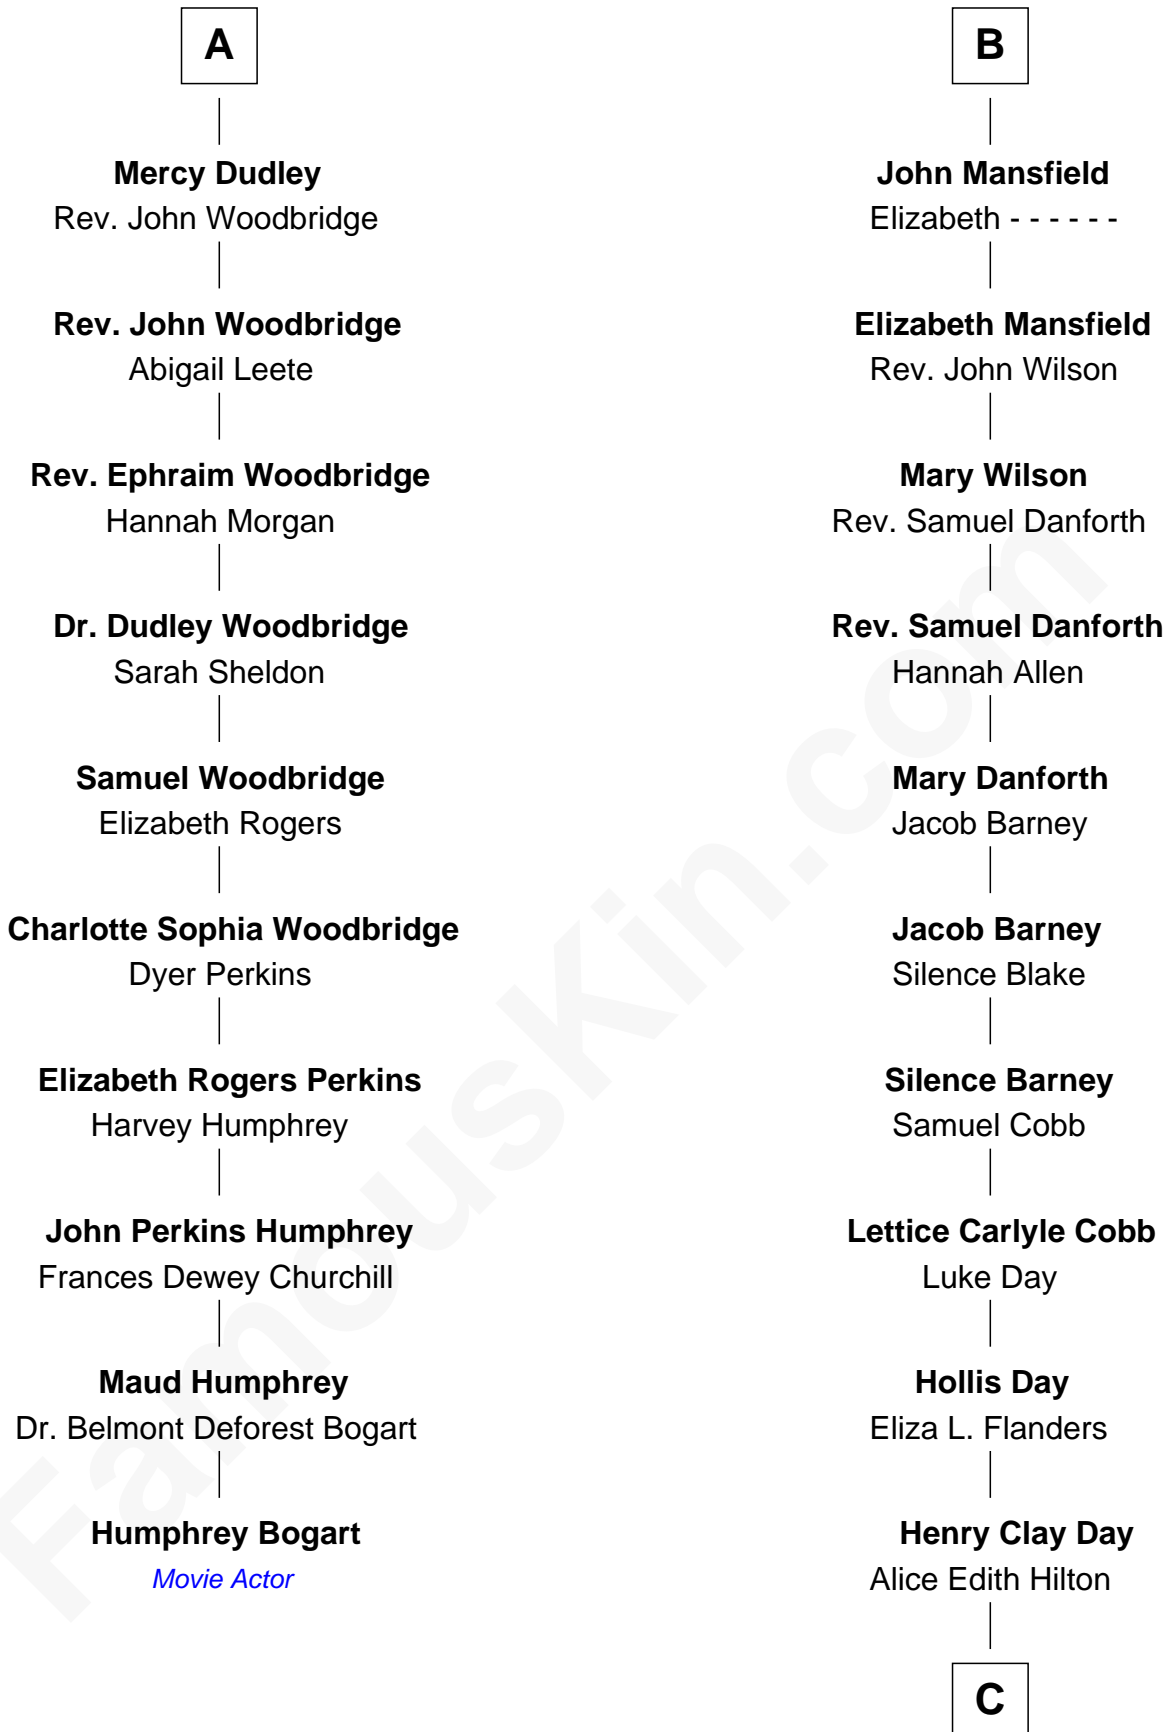 A
Mercy Dudley
Rev. John Woodbridge
Rev. John Woodbridge
Abigail Leete
Rev. Ephraim Woodbridge
Hannah Morgan
Dr. Dudley Woodbridge
Sarah Sheldon
Samuel Woodbridge
Elizabeth Rogers
Charlotte Sophia Woodbridge
Dyer Perkins
Elizabeth Rogers Perkins
Harvey Humphrey
John Perkins Humphrey
Frances Dewey Churchill
Maud Humphrey
Dr. Belmont Deforest Bogart
Humphrey Bogart
Movie Actor
B
John Mansfield
Elizabeth - - - - - -
Elizabeth Mansfield
Rev. John Wilson
Mary Wilson
Rev. Samuel Danforth
Rev. Samuel Danforth
Hannah Allen
Mary Danforth
Jacob Barney
Jacob Barney
Silence Blake
Silence Barney
Samuel Cobb
Lettice Carlyle Cobb
Luke Day
Hollis Day
Eliza L. Flanders
Henry Clay Day
Alice Edith Hilton
C
FamousKin.com